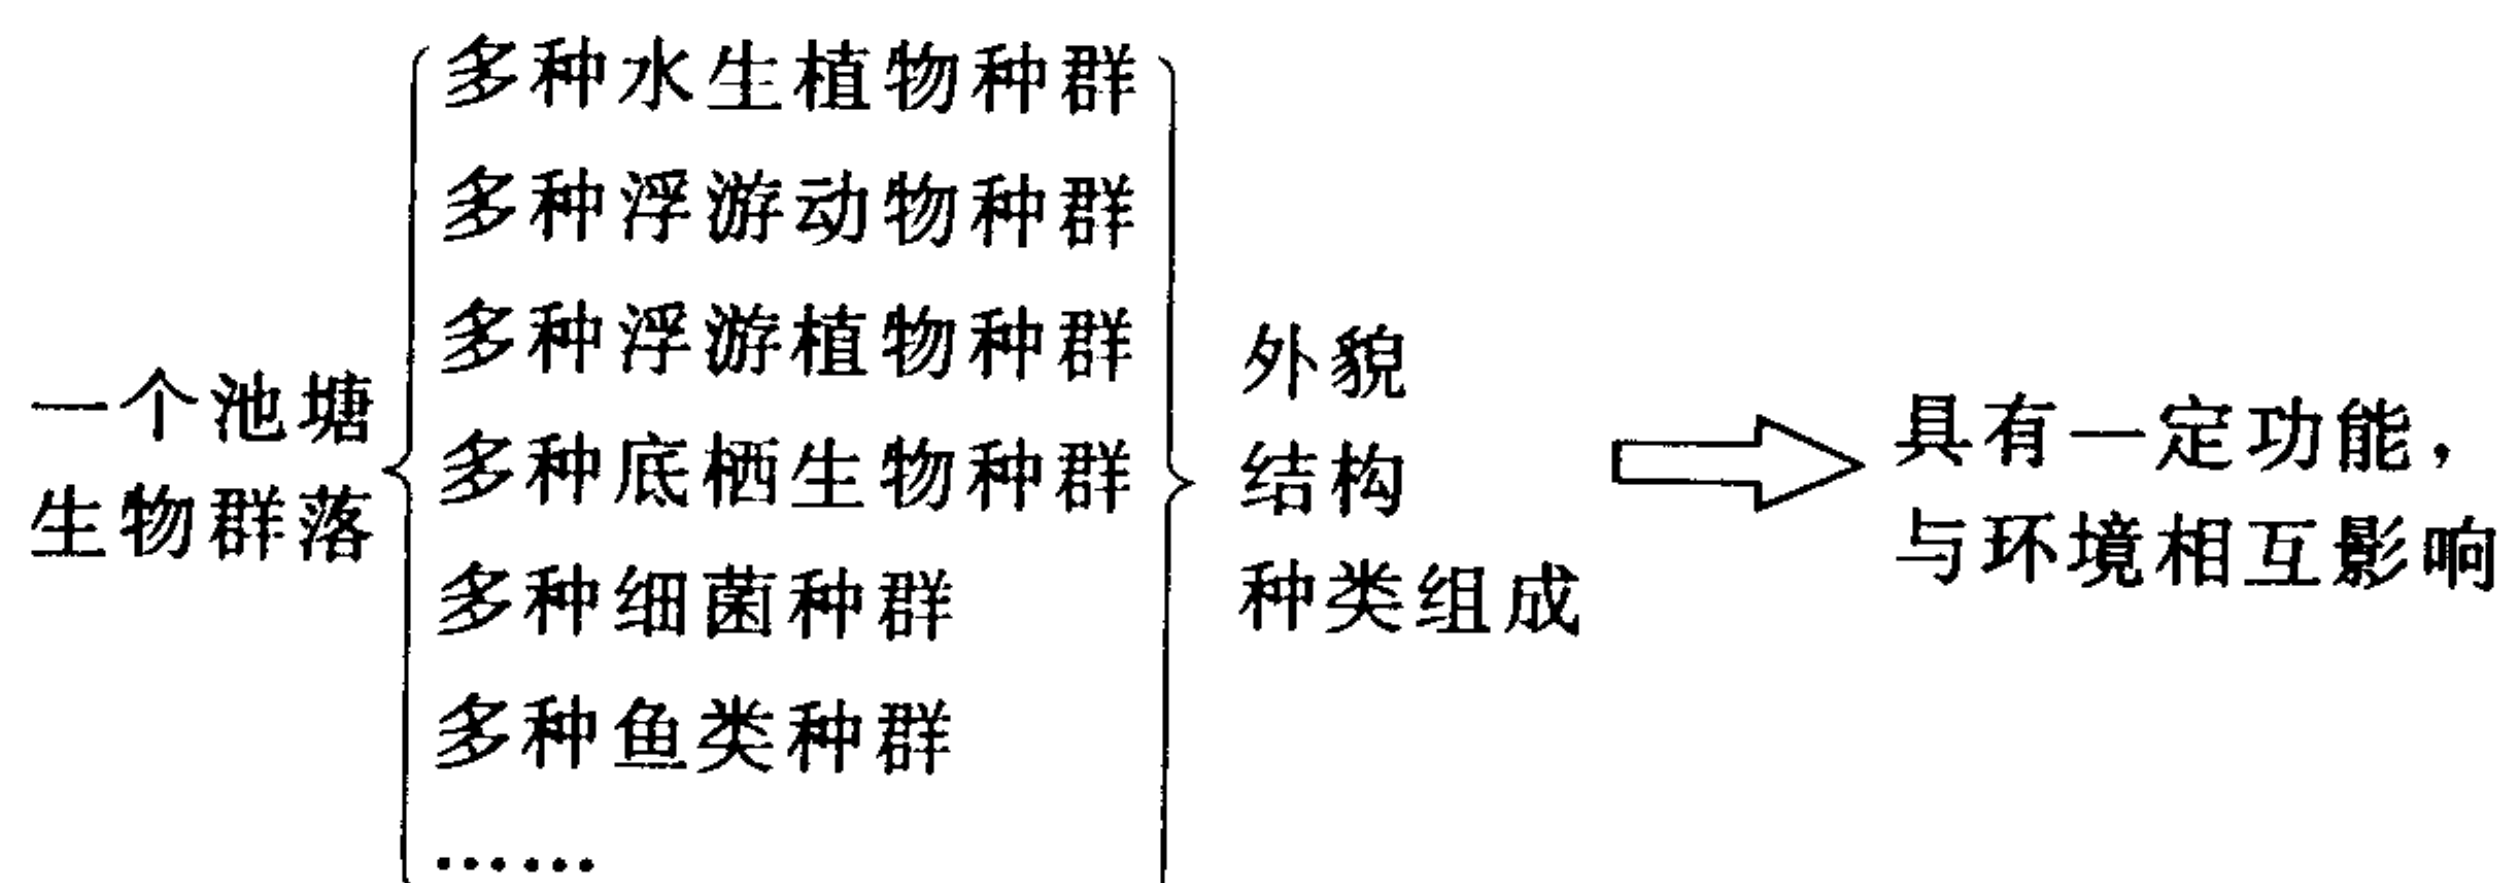 多种水生植物种群
多种浮游动物种群
多种浮游植物种群
一个池塘
生物群落
多种底栖生物种群
多种细菌种群
多种鱼类种群
……
外貌
结构
种类组成
具有一定功能，
与环境相互影响